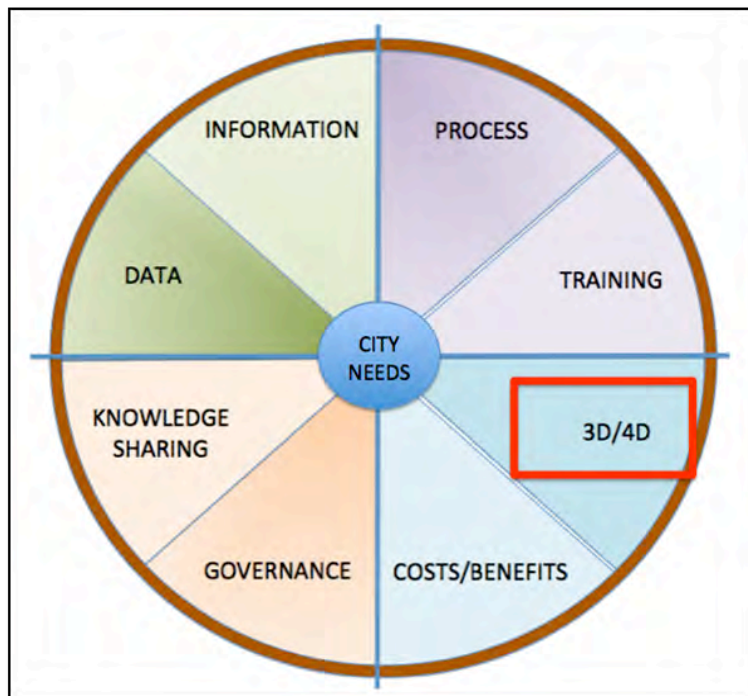 INFORMATION
PROCESS
DATA
TRAINING
CITY
NEEDS
KNOWLEDGE
SHARING
3D/4D
GOVERNANCE
COSTS/BENEFITS